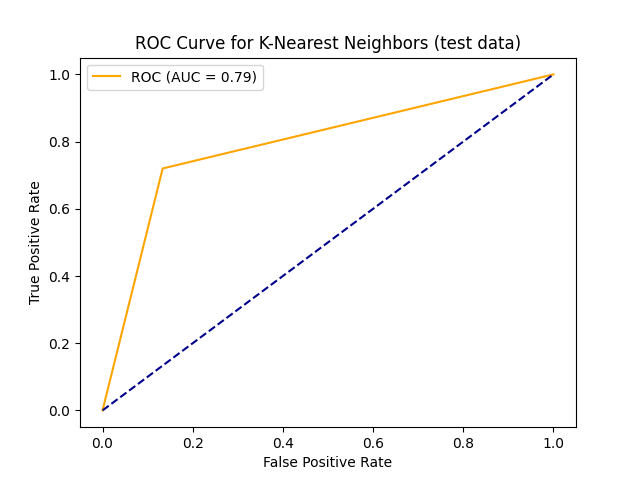 ROC Curve for K-Nearest Neighbors (test data)
ROC (AUC = 0.79)
1.0
0.8
0.6
0.4
0.2
0.0
True Positive Rate
0.0 0.2 0.4 0.6 0.8 1.0
False Positive Rate